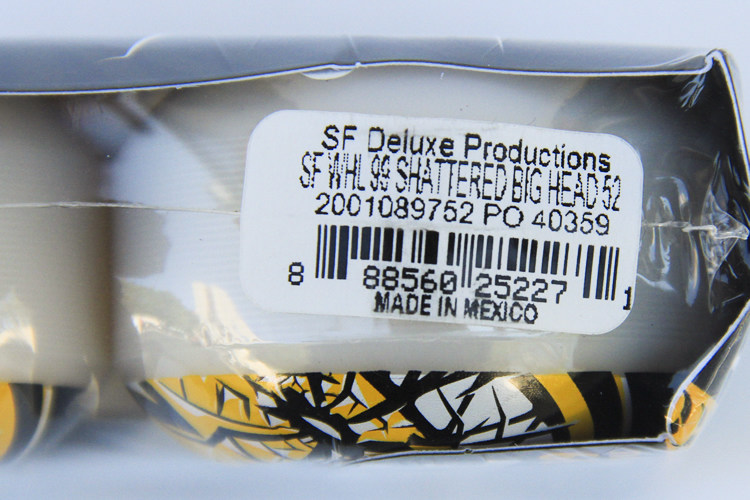 SF Deluxe Productions
SF WHL 99 SHATTERED BIG HEAD 52
2001089752 PO 40359
8 88560 25227 1
MADE IN MEXICO